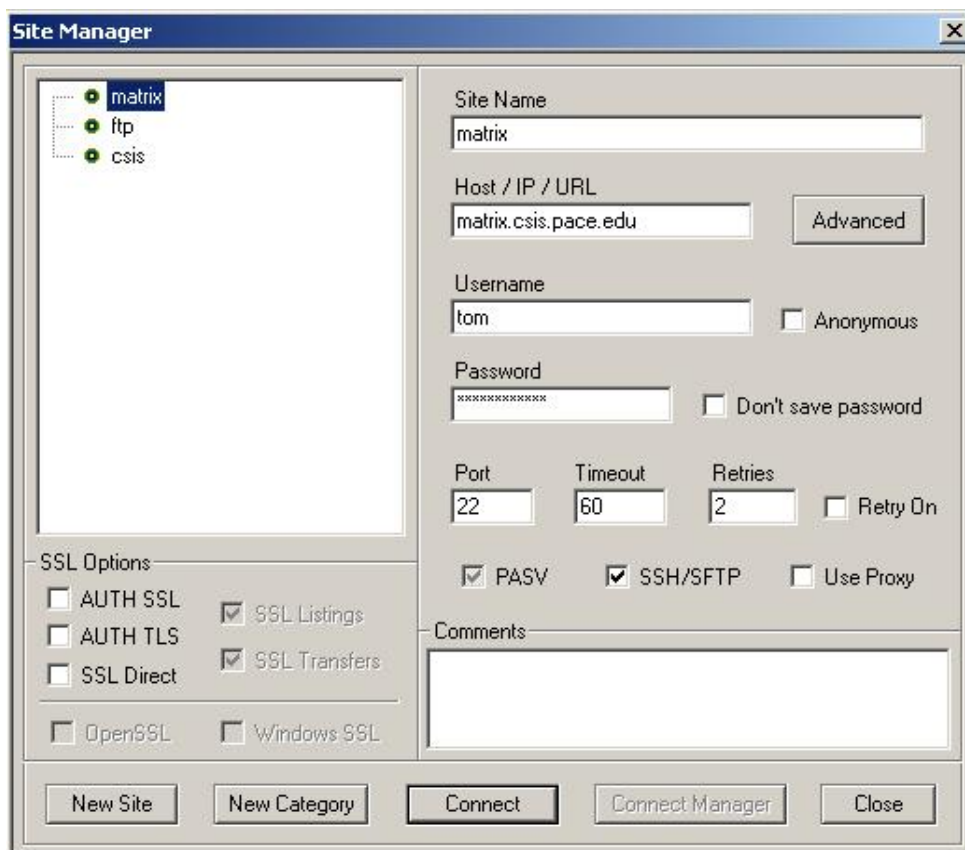 Site Manager
matrix
ftp
csis
Site Name
matrix
Host / IP / URL
matrix.csis.pace.edu
Advanced
Username
tom
Anonymous
Password
************
Don't save password
Port Timeout Retries
22 60 2 Retry On
PASV SSH/SFTP Use Proxy
SSL Options
AUTH SSL
SSL Listings
AUTH TLS
SSL Transfers
SSL Direct
OpenSSL Windows SSL
Comments
New Site New Category Connect Connect Manager Close